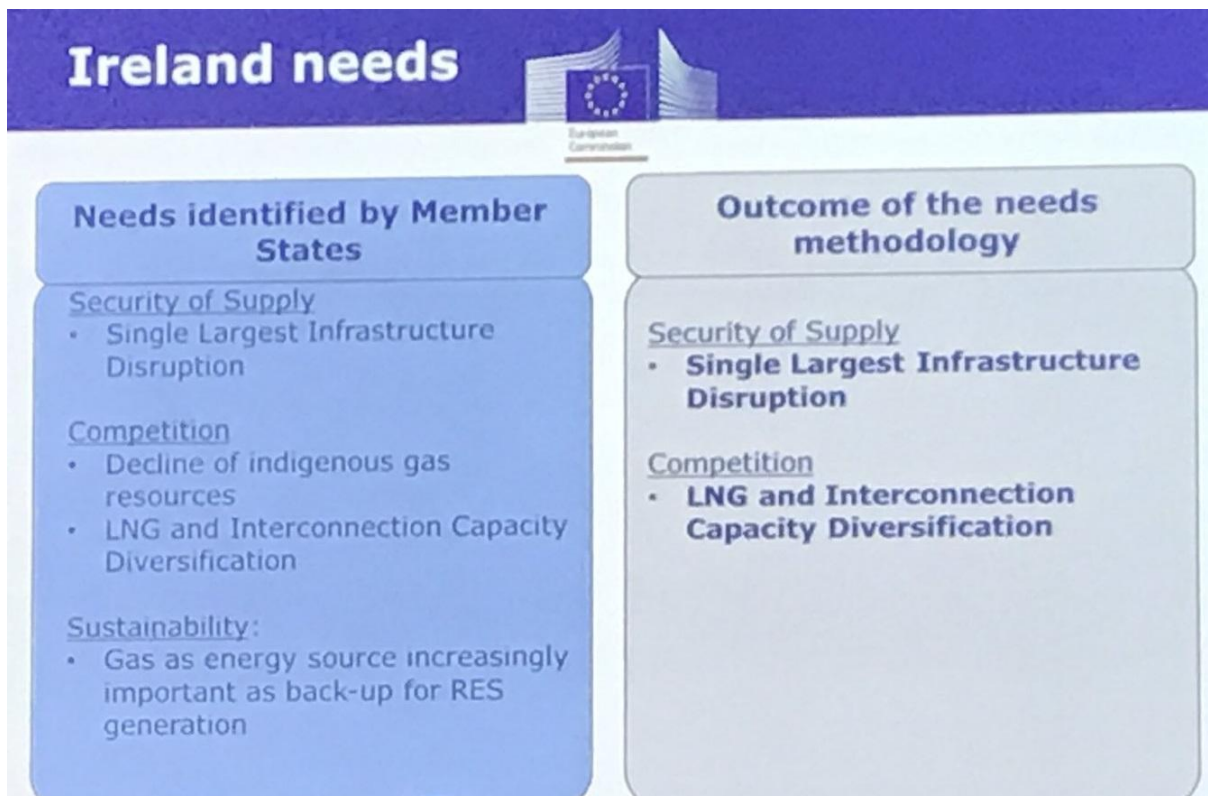 Ireland needs
European
Commission
Needs identified by Member
States
Security of Supply
• Single Largest Infrastructure
Disruption
Competition
• Decline of indigenous gas
resources
• LNG and Interconnection Capacity
Diversification
Sustainability:
• Gas as energy source increasingly
important as back-up for RES
generation
Outcome of the needs
methodology
Security of Supply
• Single Largest Infrastructure
Disruption
Competition
• LNG and Interconnection
Capacity Diversification